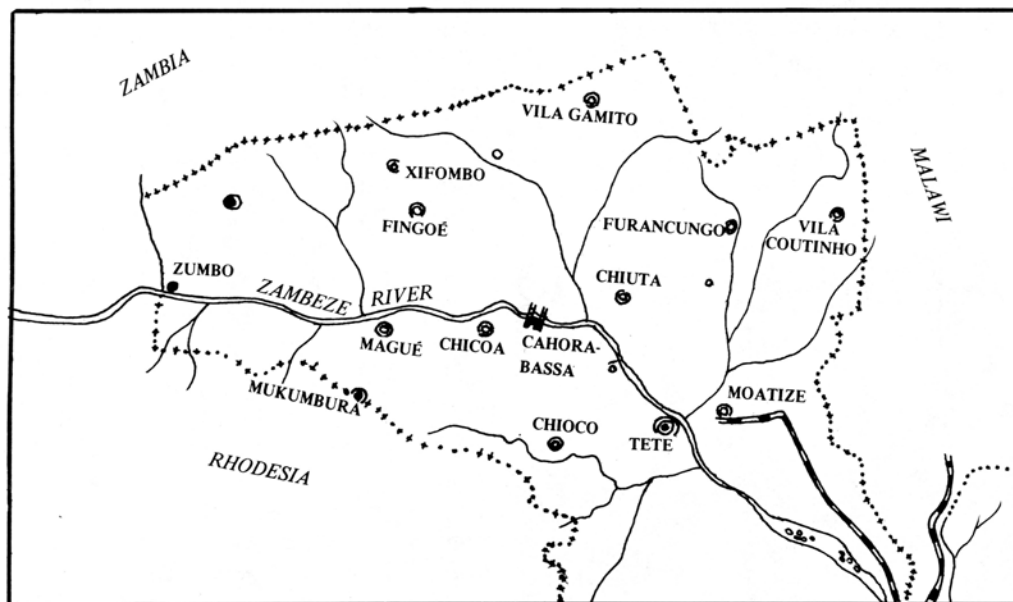 ZAMBIA
VILA GAMITO
MALAWI
XIFOMBO
FINGOÉ
FURANCUNGO
VILA
COUTINHO
ZUMBO
ZAMBEZE RIVER
CHIUTA
MAGUÉ
CHICOA
CAHORA-
BASSA
MUKUMBURA
MOATIZE
CHIOCO
TETE
RHODESIA